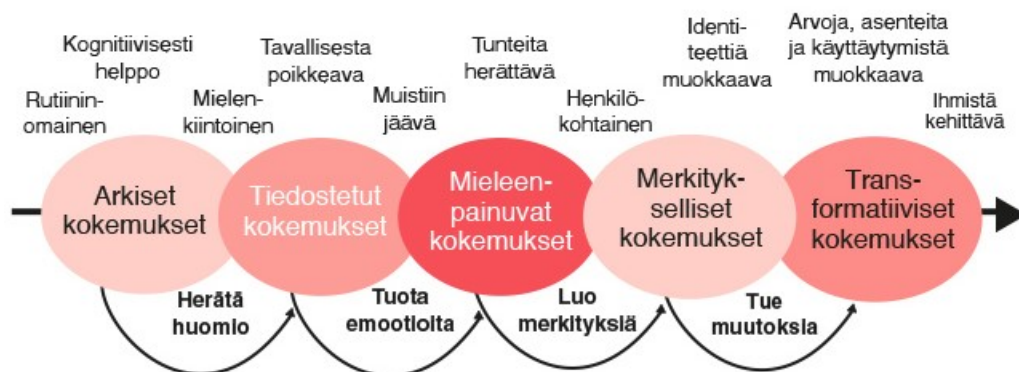 Rutiinin-
omainen
Kognitiivisesti
helppo
Mielen-
kiintoinen
Tavallisesta
poikkeava
Muistiin
jäävä
Tunteita
herättävä
Henkilö-
kohtainen
Identi-
teettiä
muokkaava
Arvoja, asenteita
ja käyttäytymistä
muokkaava
Ihmistä
kehittävä
Arkiset
kokemukset
Tiedostetut
kokemukset
Mieleen-
painuvat
kokemukset
Merkityk-
selliset
kokemukset
Trans-
formatiiviset
kokemukset
Herätä
huomio
Tuota
emootioita
Luo
merkityksiä
Tue
muutoksia